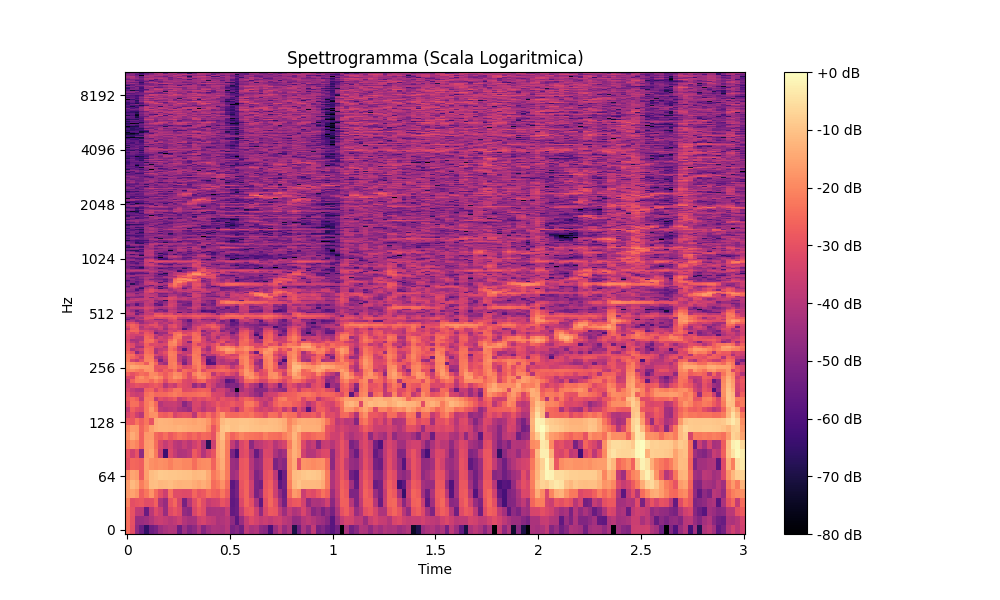 Spettrogramma (Scala Logaritmica)
Hz
8192
4096
2048
1024
512
256
128
64
0
0
0.5
1
1.5
2
2.5
3
Time
+0 dB
-10 dB
-20 dB
-30 dB
-40 dB
-50 dB
-60 dB
-70 dB
-80 dB